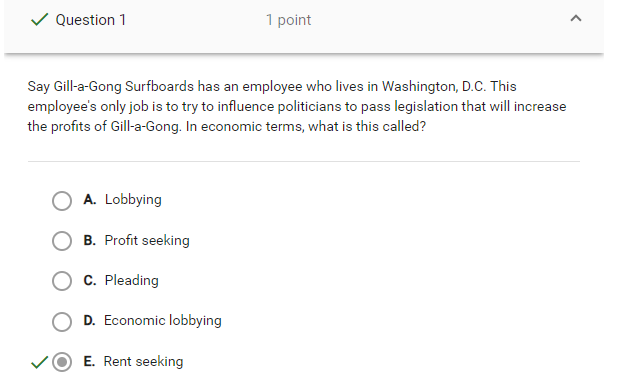 Question 1
1 point
Say Gill-a-Gong Surfboards has an employee who lives in Washington, D.C. This
employee's only job is to try to influence politicians to pass legislation that will increase
the profits of Gill-a-Gong. In economic terms, what is this called?
A. Lobbying
B. Profit seeking
C. Pleading
D. Economic lobbying
E. Rent seeking